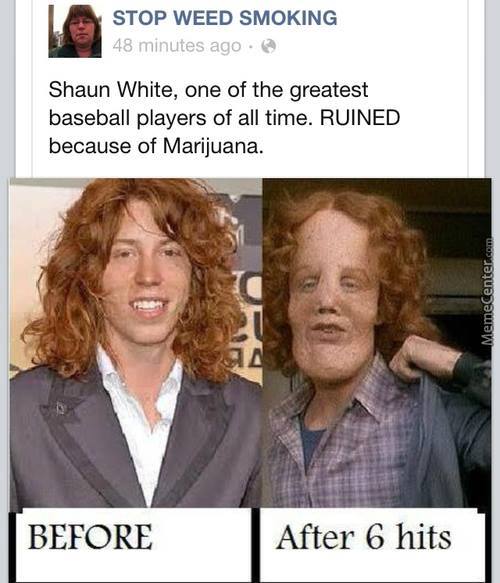 STOP WEED SMOKING
48 minutes ago
Shaun White, one of the greatest
baseball players of all time. RUINED
because of Marijuana.
MemeCenter.com
BEFORE
After 6 hits